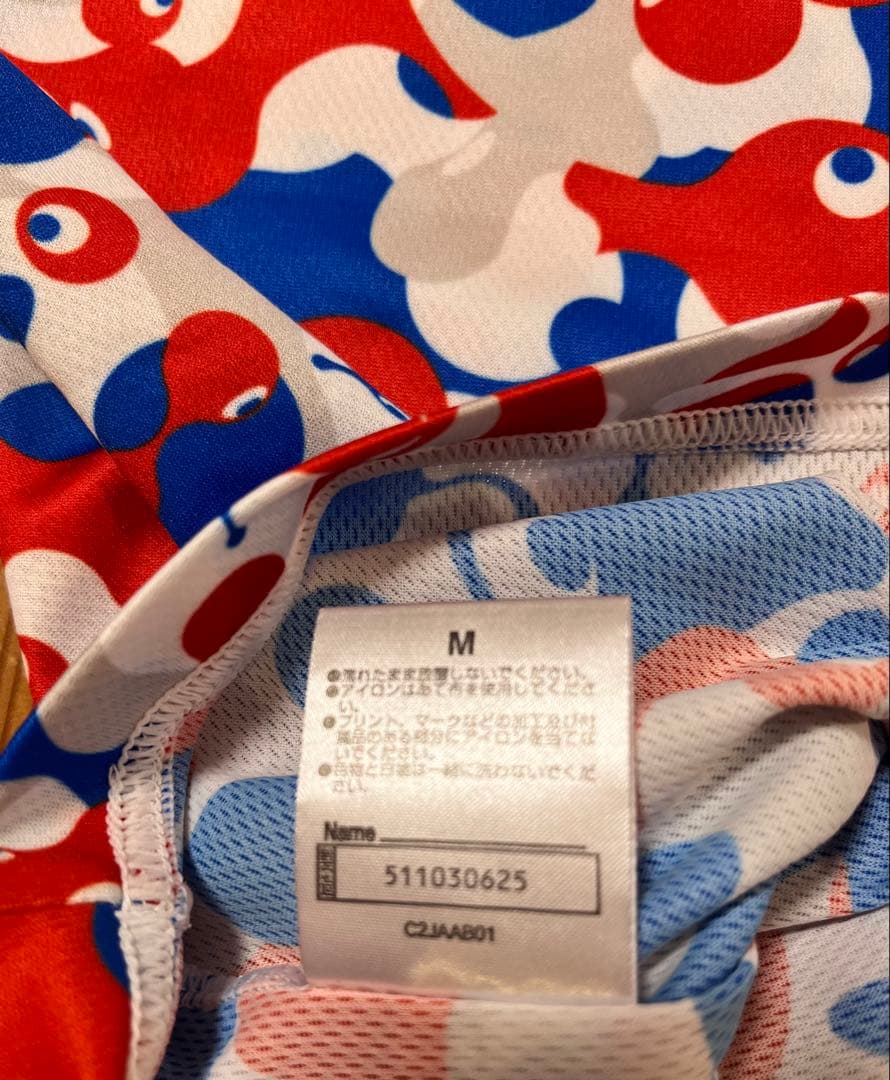 M
●濡れたまま放置しないでください。
●アイロンはあて布を使用してくださ
い。
●プリント、マークなどの加工及び付
属品のある部分にアイロンを当てな
いでください。
●白物と一緒に洗わないでくだ
さい。
Name
511030625
C2JAAB01